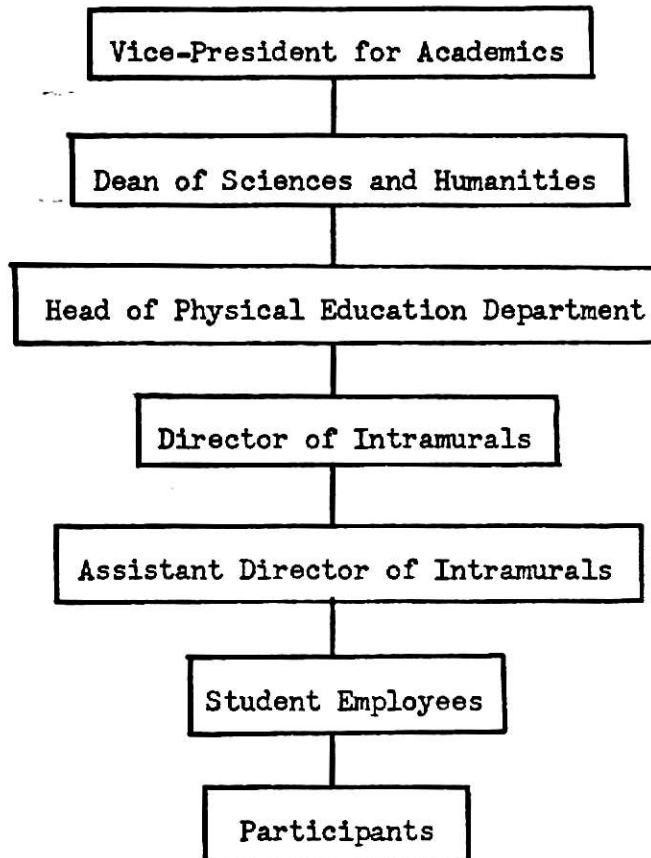 Vice-President for Academics
Dean of Sciences and Humanities
Head of Physical Education Department
Director of Intramurals
Assistant Director of Intramurals
Student Employees
Participants